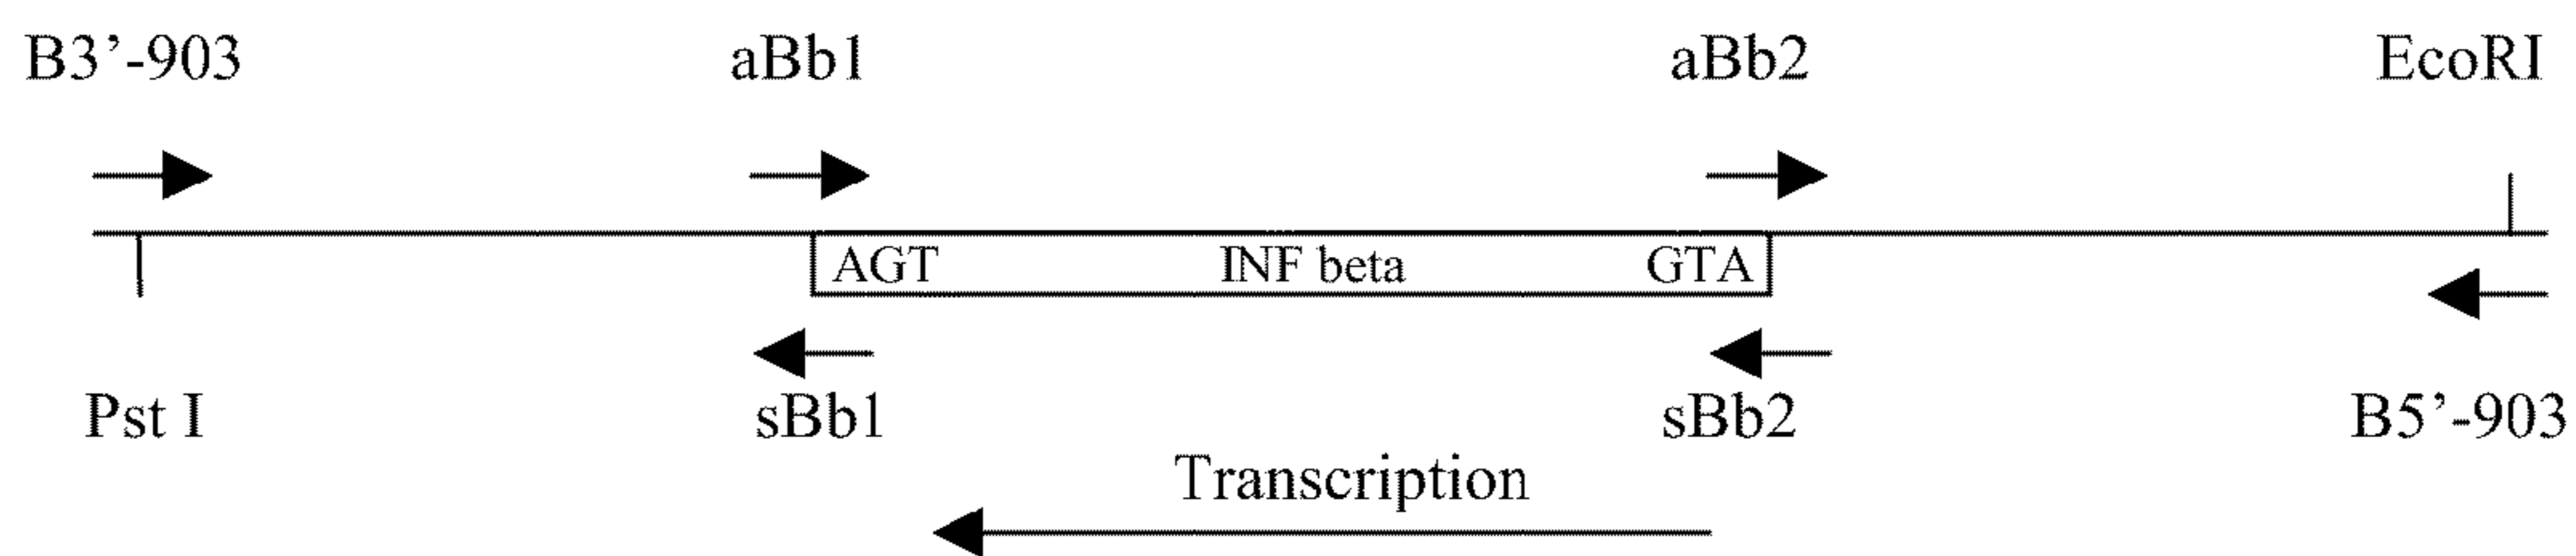 B3’-903 aBb1 aBb2 EcoRI
AGT INF beta GTA
Pst I sBb1 sBb2 B5’-903
Transcription